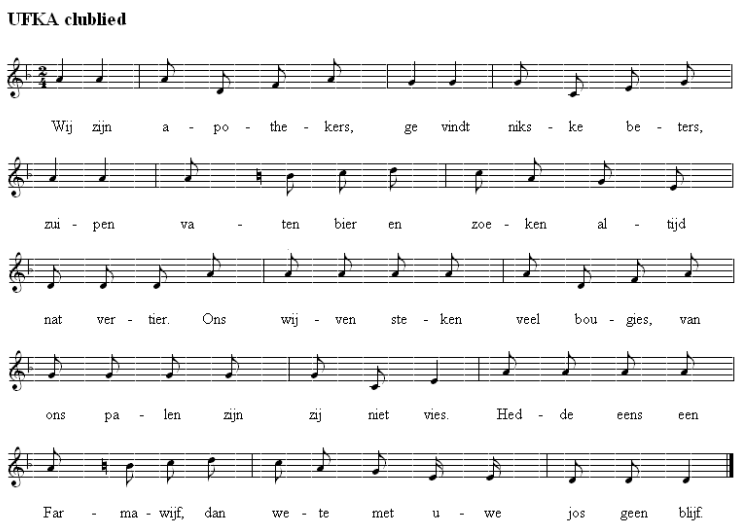 UFKA clublied
2
4
Wij zijn a - po - the - kers, ge vindt niks - ke be - ters,
zui - pen va - ten bier en zoe - ken al - tijd
nat ver - tier. Ons wij - ven ste - ken veel bou - gies, van
ons pa - len zijn zij niet vies. Hed - de eens een
Far - ma - wijf, dan we - te met u - we jos geen blijf.